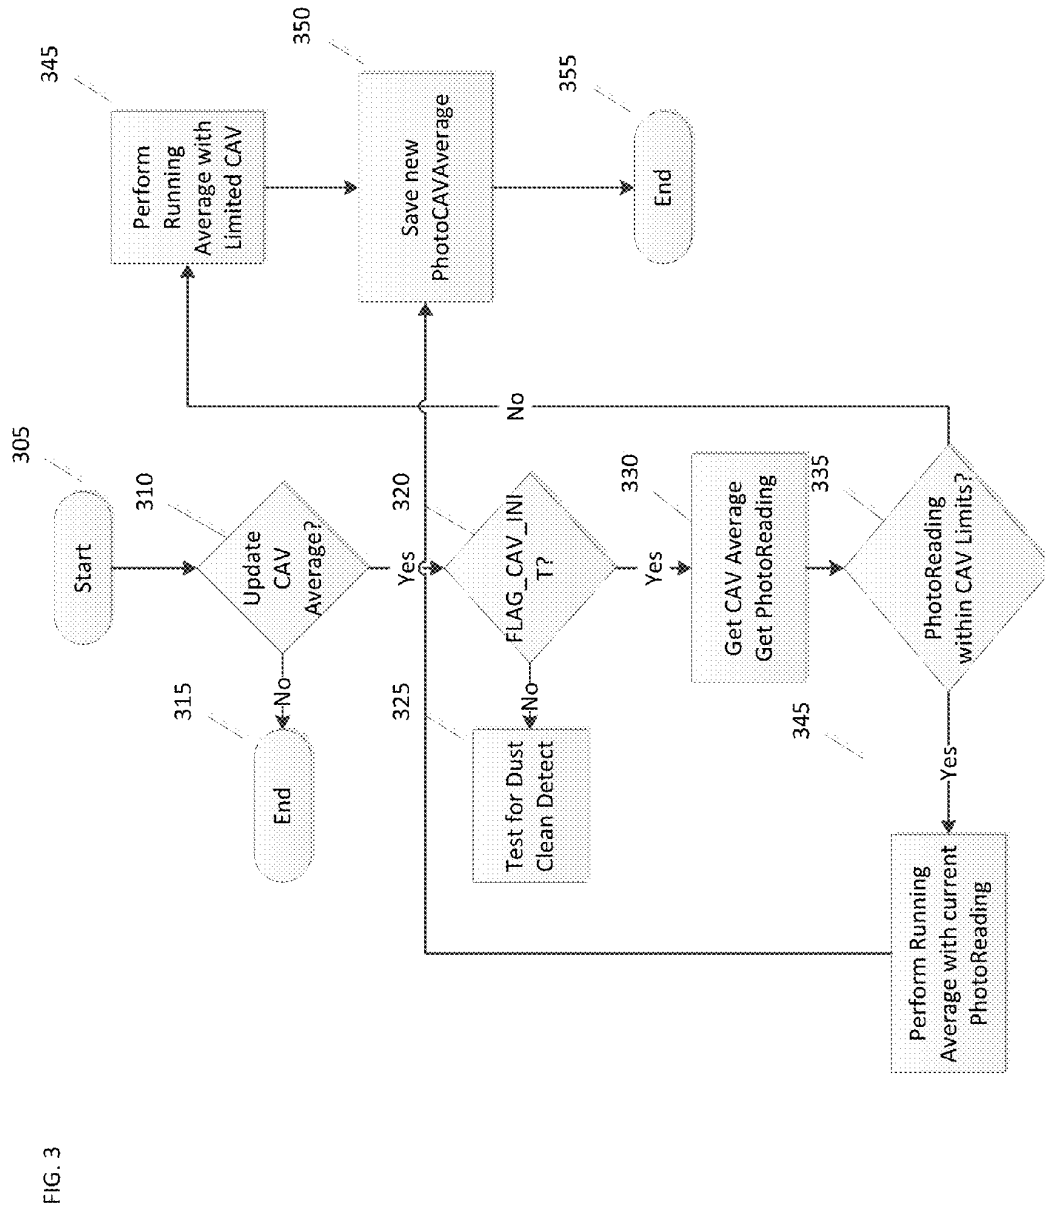 FIG. 3
305
Start
310
Update
CAV
Average?
No
315
End
Yes
320
FLAG_CAV_INI
T?
No
325
Test for Dust
Clean Detect
Yes
330
Get CAV Average
Get PhotoReading
335
PhotoReading
within CAV Limits?
Yes
345
Perform Running
Average with current
PhotoReading
No
345
Perform
Running
Average with
Limited CAV
350
Save new
PhotoCAVAverage
355
End